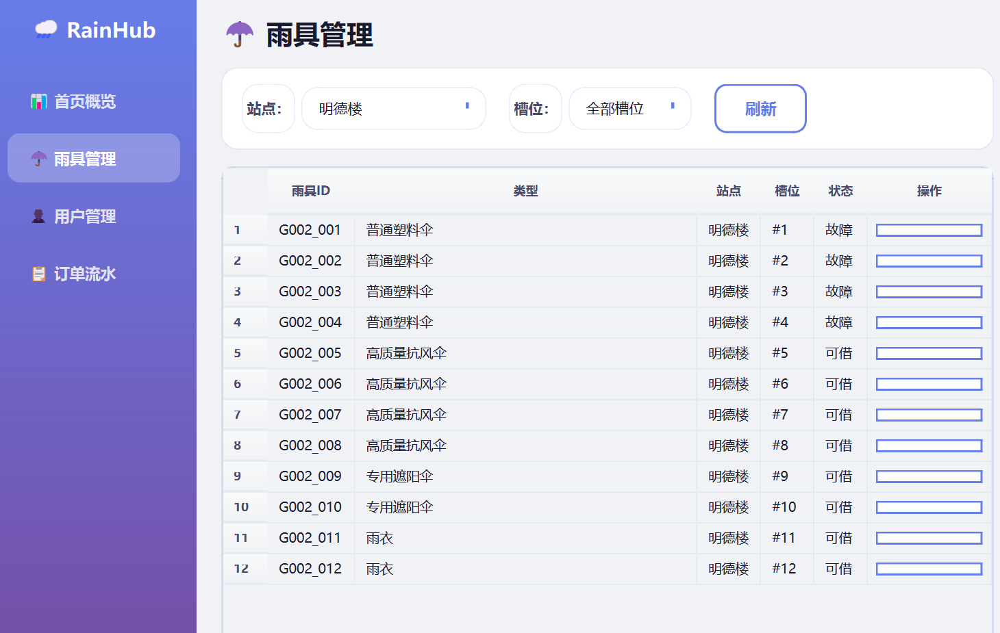 RainHub
首页概览
雨具管理
用户管理
订单流水
雨具管理
站点： 明德楼 槽位： 全部槽位 刷新
雨具ID 类型 站点 槽位 状态 操作
1 G002_001 普通塑料伞 明德楼 #1 故障
2 G002_002 普通塑料伞 明德楼 #2 故障
3 G002_003 普通塑料伞 明德楼 #3 故障
4 G002_004 普通塑料伞 明德楼 #4 故障
5 G002_005 高质量抗风伞 明德楼 #5 可借
6 G002_006 高质量抗风伞 明德楼 #6 可借
7 G002_007 高质量抗风伞 明德楼 #7 可借
8 G002_008 高质量抗风伞 明德楼 #8 可借
9 G002_009 专用遮阳伞 明德楼 #9 可借
10 G002_010 专用遮阳伞 明德楼 #10 可借
11 G002_011 雨衣 明德楼 #11 可借
12 G002_012 雨衣 明德楼 #12 可借